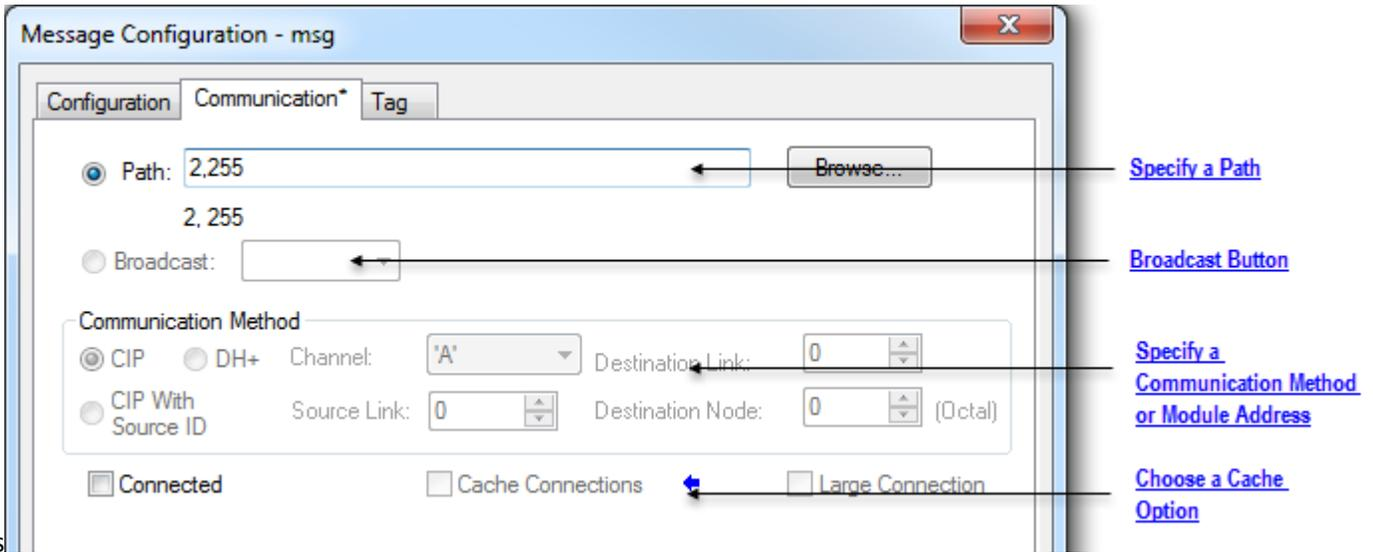 Message Configuration - msg
Configuration Communication* Tag
Path: 2,255 Browse... Specify a Path
2, 255
Broadcast: Broadcast Button
Communication Method
CIP DH+ Channel: 'A' Destination Link: 0
CIP With
Source ID
Source Link: 0 Destination Node: 0 (Octal)
Specify a
Communication Method
or Module Address
Connected Cache Connections Large Connection
Choose a Cache
Option
s